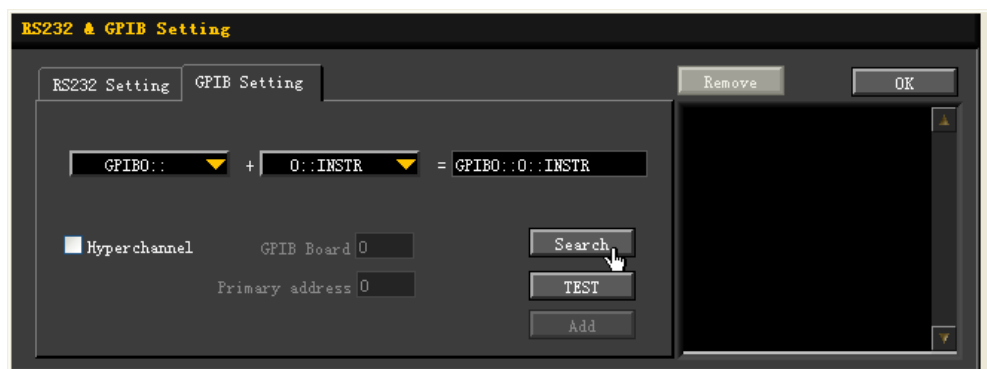 RS232 & GPIB Setting
RS232 Setting GPIB Setting Remove OK
GPIB0:: + 0::INSTR = GPIB0::0::INSTR
Hyperchannel GPIB Board 0 Search
Primary address 0 TEST
Add